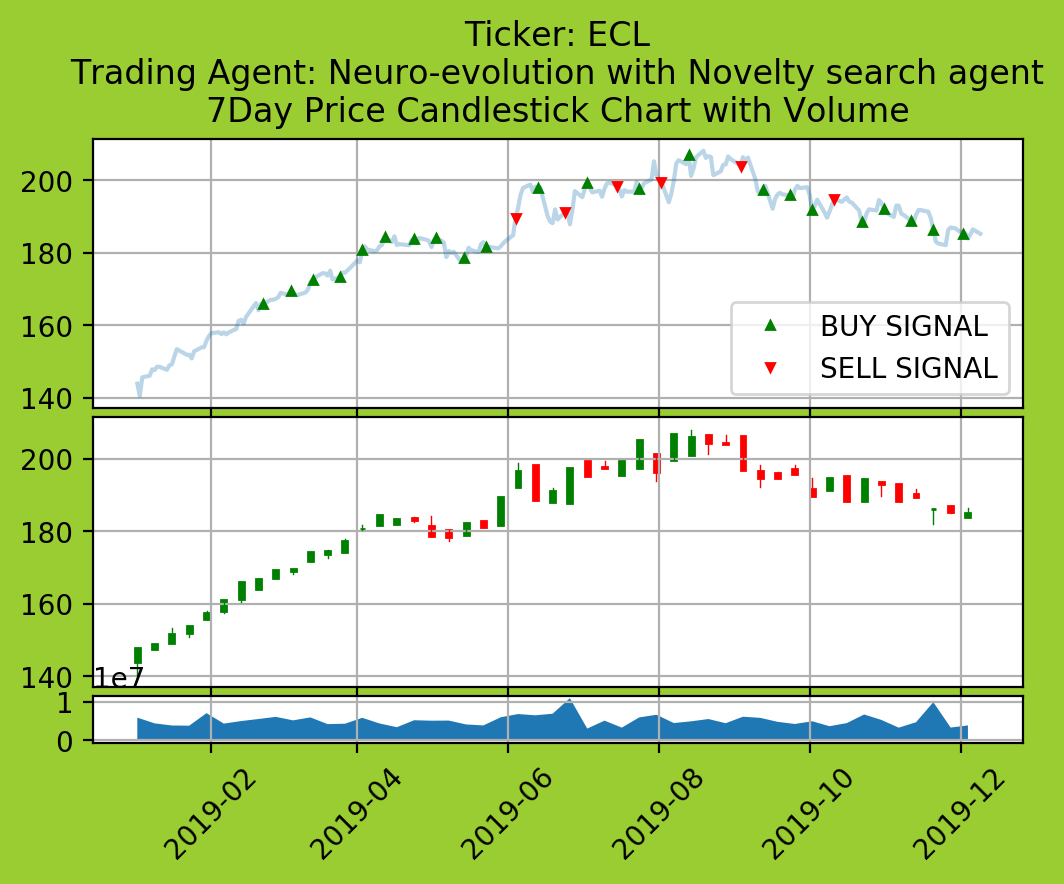 Ticker: ECL
Trading Agent: Neuro-evolution with Novelty search agent
7Day Price Candlestick Chart with Volume
200
180
160
140
BUY SIGNAL
SELL SIGNAL
200
180
160
140
1e7
1
0
2019-02
2019-04
2019-06
2019-08
2019-10
2019-12